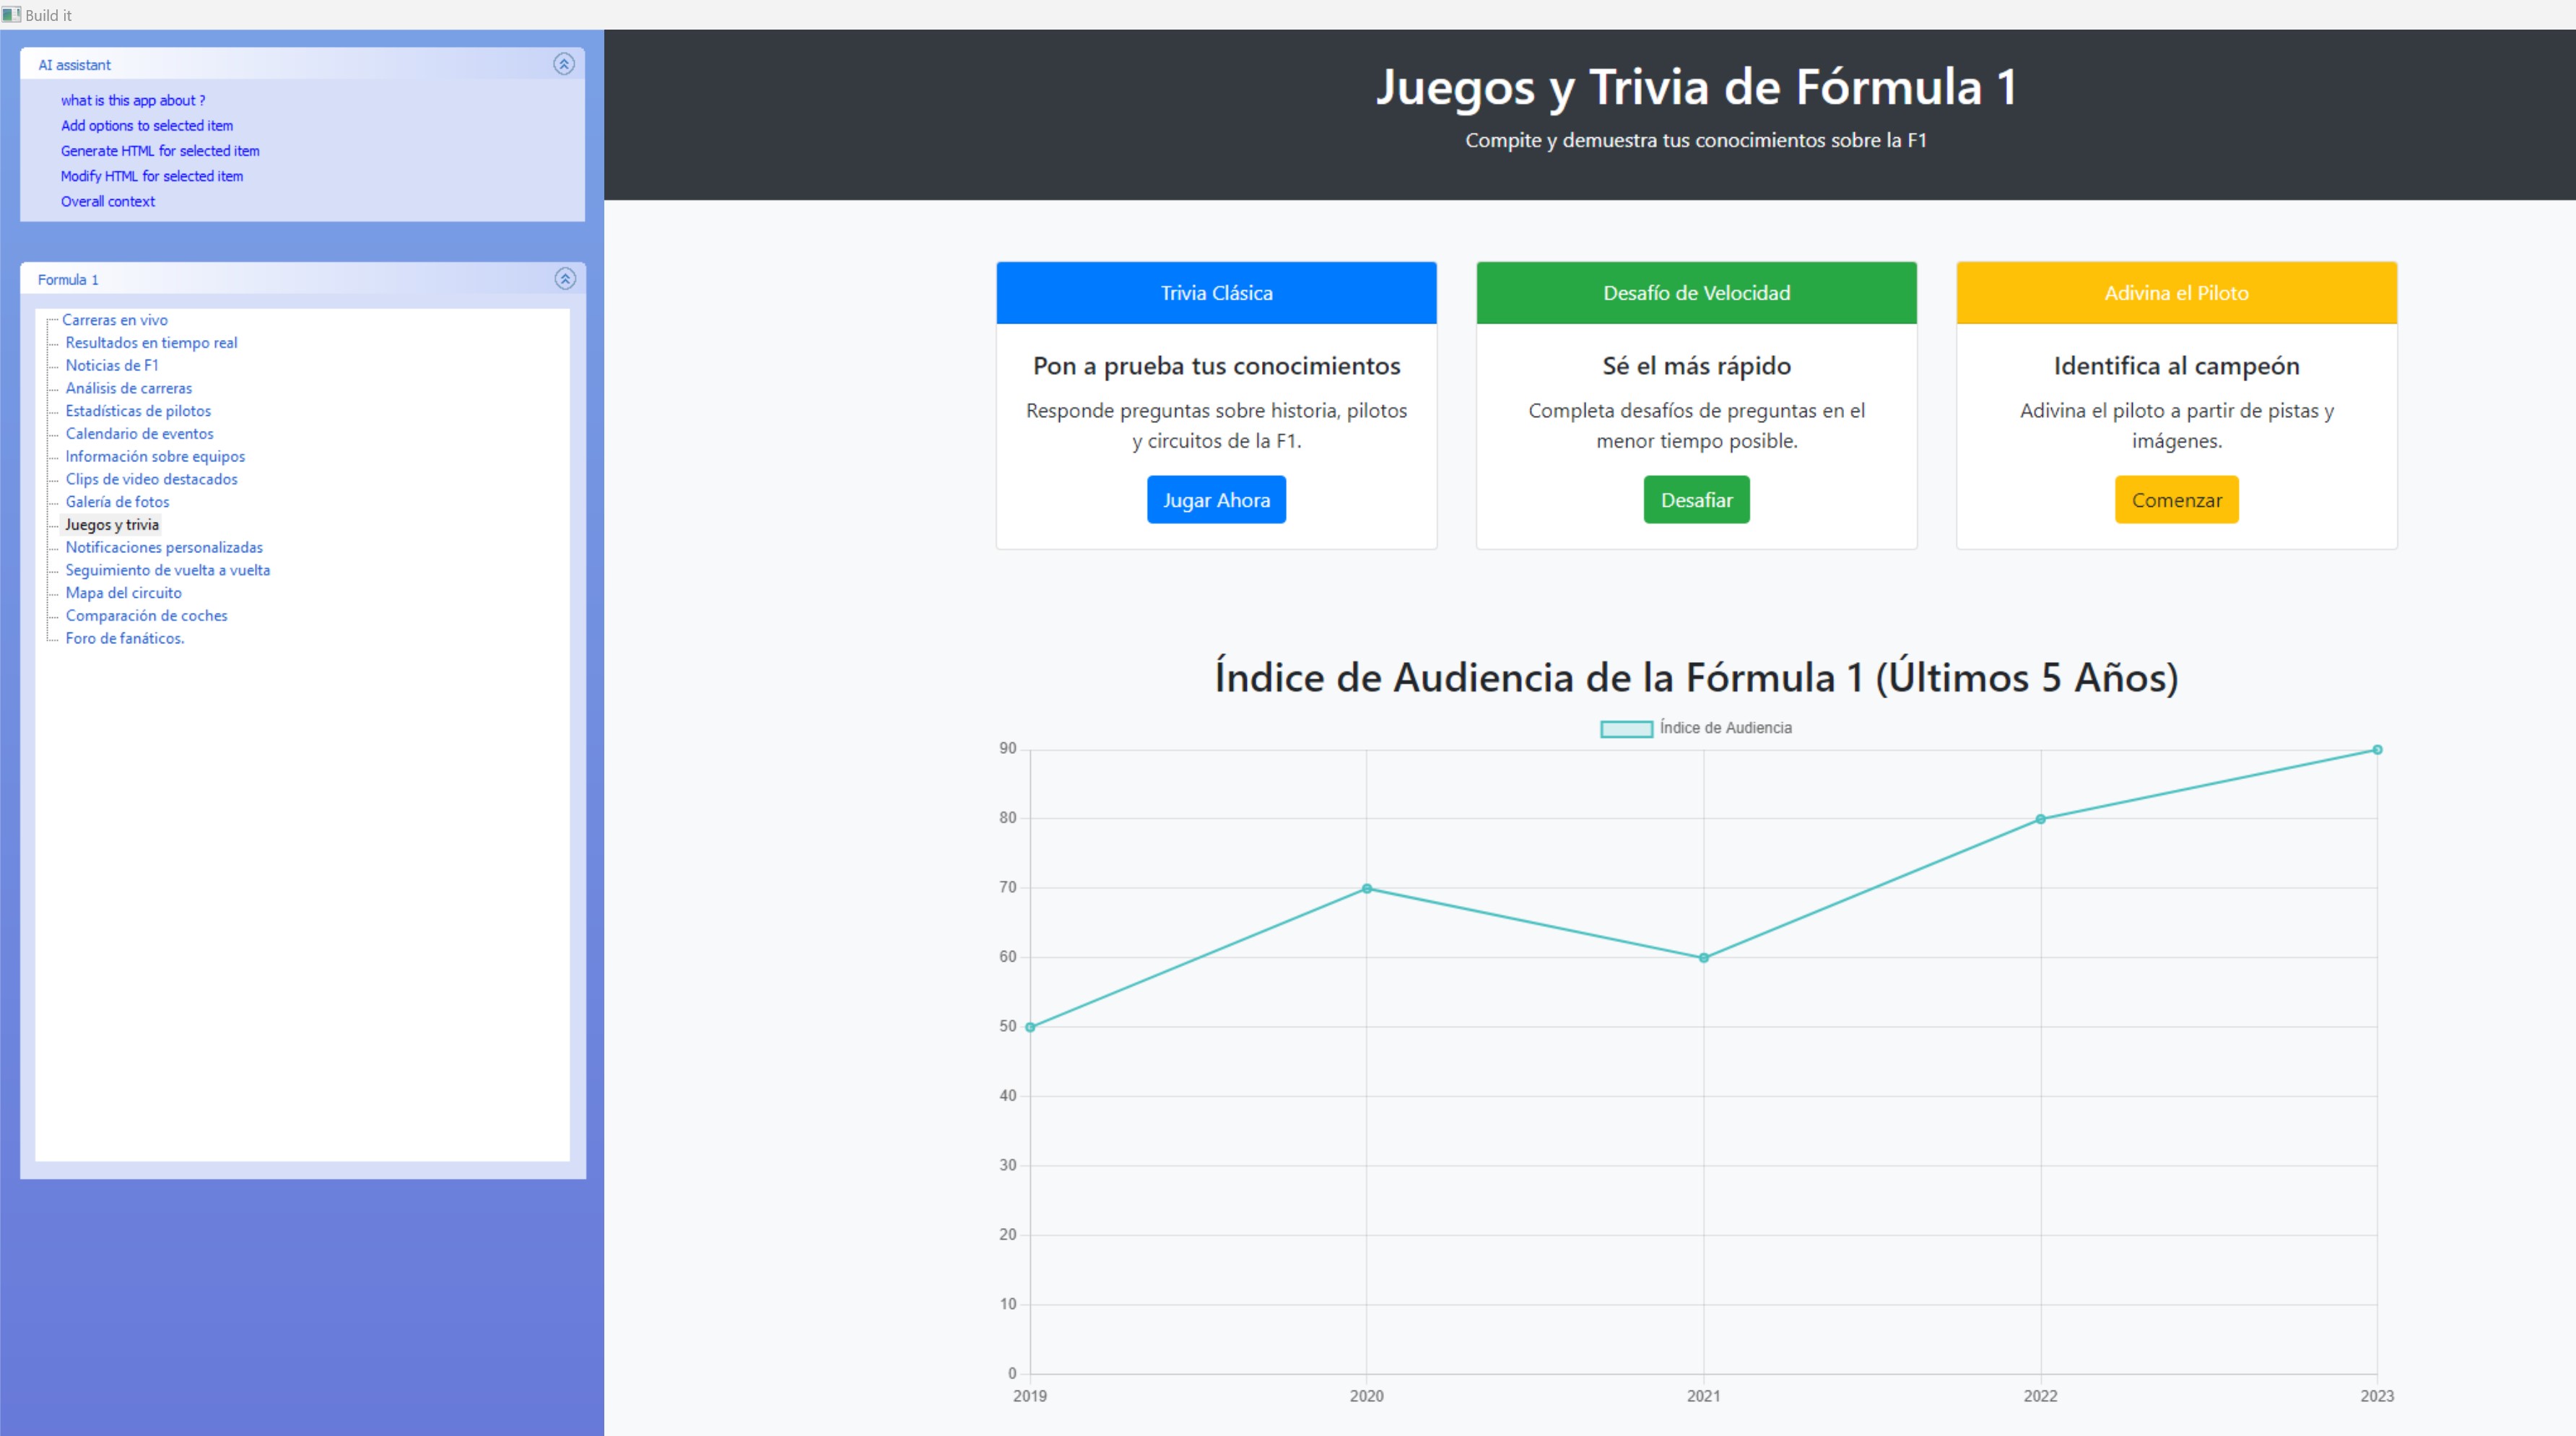 Build it
AI assistant
what is this app about ?
Add options to selected item
Generate HTML for selected item
Modify HTML for selected item
Overall context
Formula 1
Carreras en vivo
Resultados en tiempo real
Noticias de F1
Análisis de carreras
Estadísticas de pilotos
Calendario de eventos
Información sobre equipos
Clips de video destacados
Galería de fotos
Juegos y trivia
Notificaciones personalizadas
Seguimiento de vuelta a vuelta
Mapa del circuito
Comparación de coches
Foro de fanáticos.
Juegos y Trivia de Fórmula 1
Compite y demuestra tus conocimientos sobre la F1
Trivia Clásica
Pon a prueba tus conocimientos
Responde preguntas sobre historia, pilotos
y circuitos de la F1.
Jugar Ahora
Desafío de Velocidad
Sé el más rápido
Completa desafíos de preguntas en el
menor tiempo posible.
Desafiar
Adivina el Piloto
Identifica al campeón
Adivina el piloto a partir de pistas y
imágenes.
Comenzar
Índice de Audiencia de la Fórmula 1 (Últimos 5 Años)
Índice de Audiencia
90
80
70
60
50
40
30
20
10
0
2019 2020 2021 2022 2023